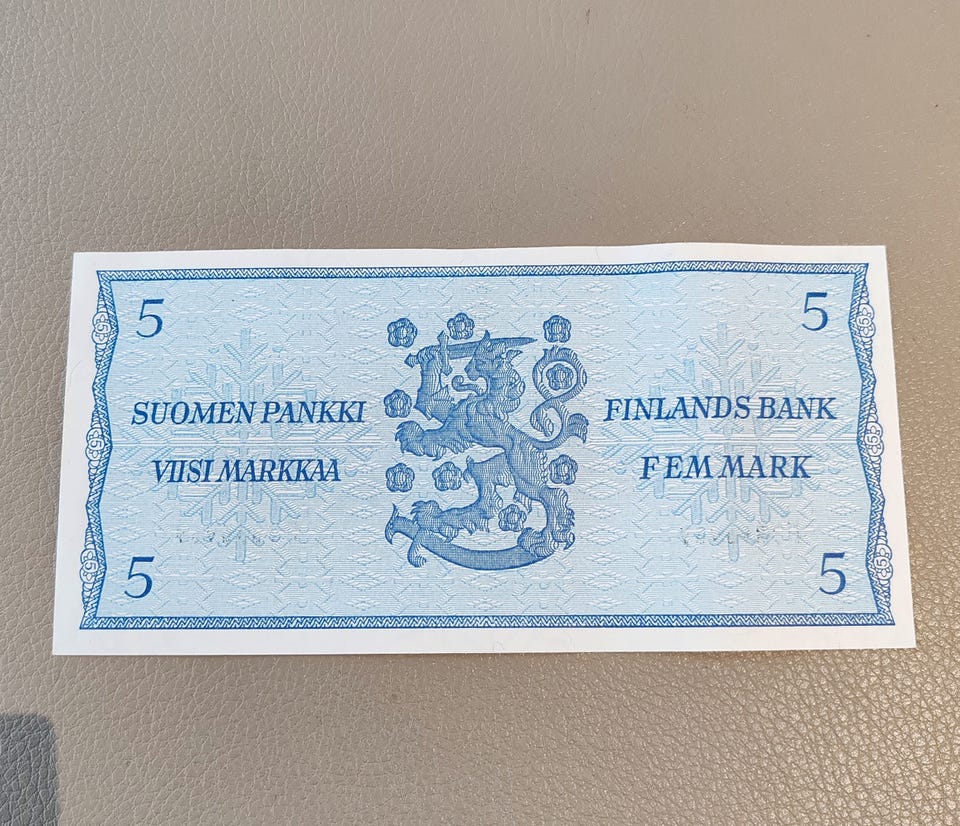 5 5
SUOMEN PANKKI FINLANDS BANK
VIISI MARKKAA FEM MARK
5 5